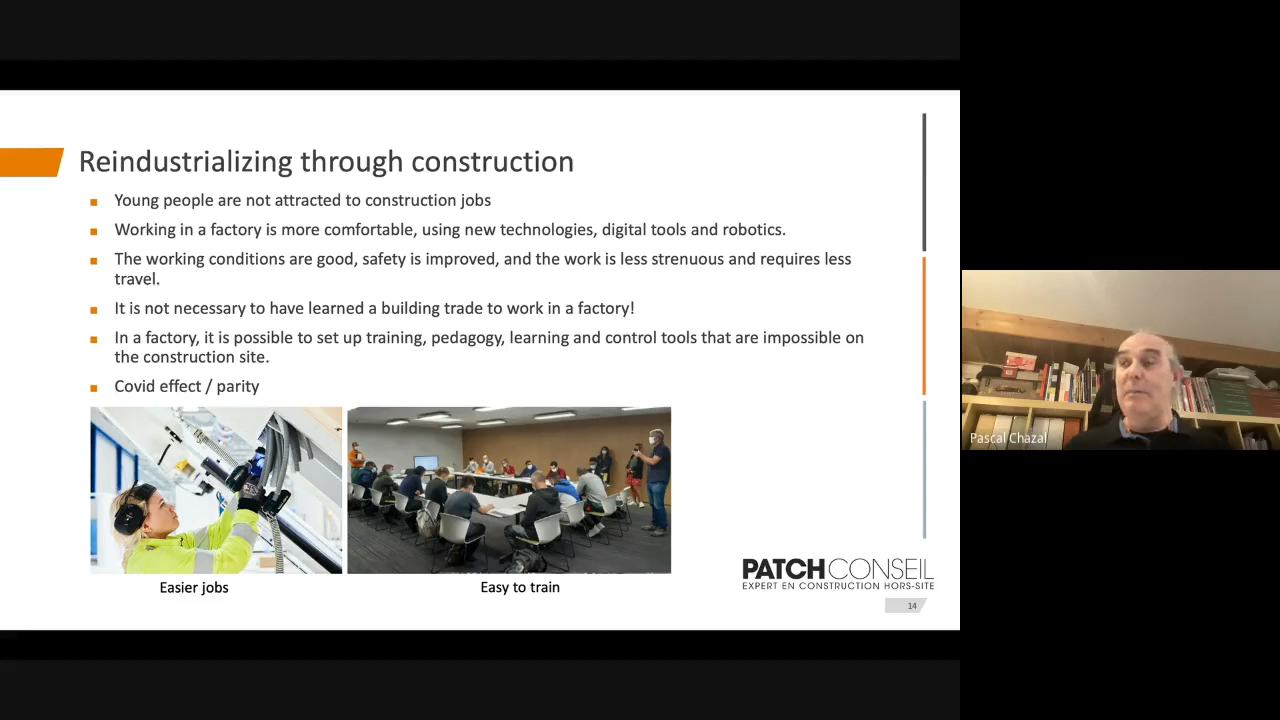 Reindustrializing through construction
Young people are not attracted to construction jobs
Working in a factory is more comfortable, using new technologies, digital tools and robotics.
The working conditions are good, safety is improved, and the work is less strenuous and requires less
travel.
It is not necessary to have learned a building trade to work in a factory!
In a factory, it is possible to set up training, pedagogy, learning and control tools that are impossible on
the construction site.
Covid effect / parity
Easier jobs
Easy to train
PATCHCONSEIL
EXPERT EN CONSTRUCTION HORS-SITE
14
Pascal Chazal